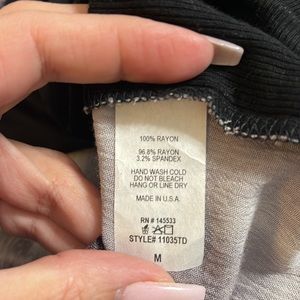 100% RAYON
96.8% RAYON
3.2% SPANDEX
HAND WASH COLD
DO NOT BLEACH
HANG OR LINE DRY
MADE IN U.S.A.
RN # 145533
STYLE# 11035TD
M